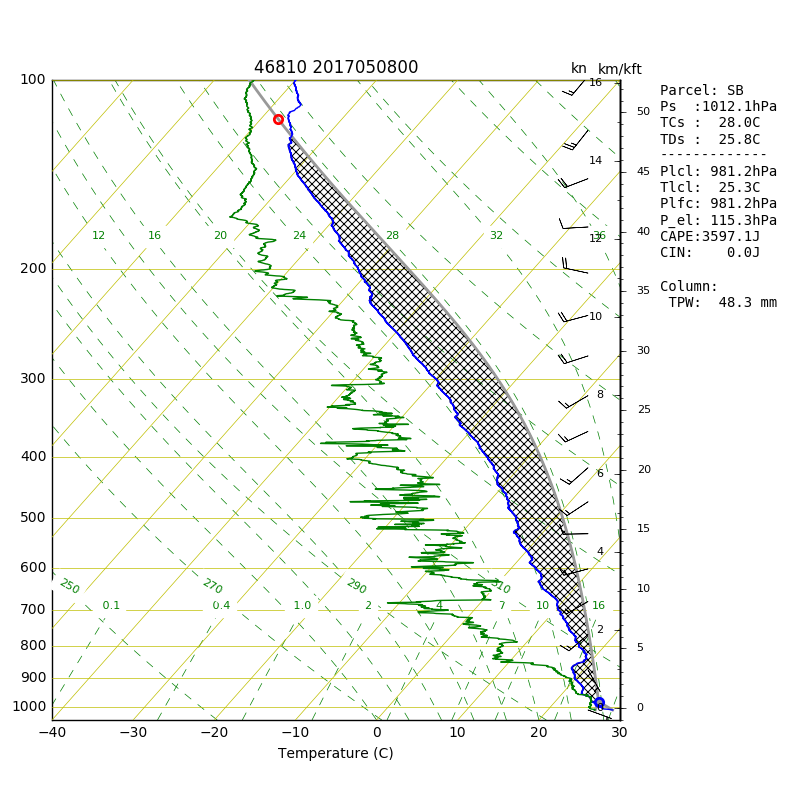 46810 2017050800
kn km/kft
Parcel: SB
Ps  :1012.1hPa
TCs :  28.0C
TDs :  25.8C
-------------
Plcl: 981.2hPa
Tlcl:  25.3C
Plfc: 981.2hPa
P_el: 115.3hPa
CAPE:3597.1J
CIN:    0.0J
Column:
TPW:  48.3 mm
100
200
300
400
500
600
700
800
900
1000
12 16 20 24 28 32 36
250 270 290 310
0.1 0.4 1.0 2 4 7 10 16
16
14
12
10
8
6
4
2
0
50
45
40
35
30
25
20
15
10
5
0
−40 −30 −20 −10 0 10 20 30
Temperature (C)